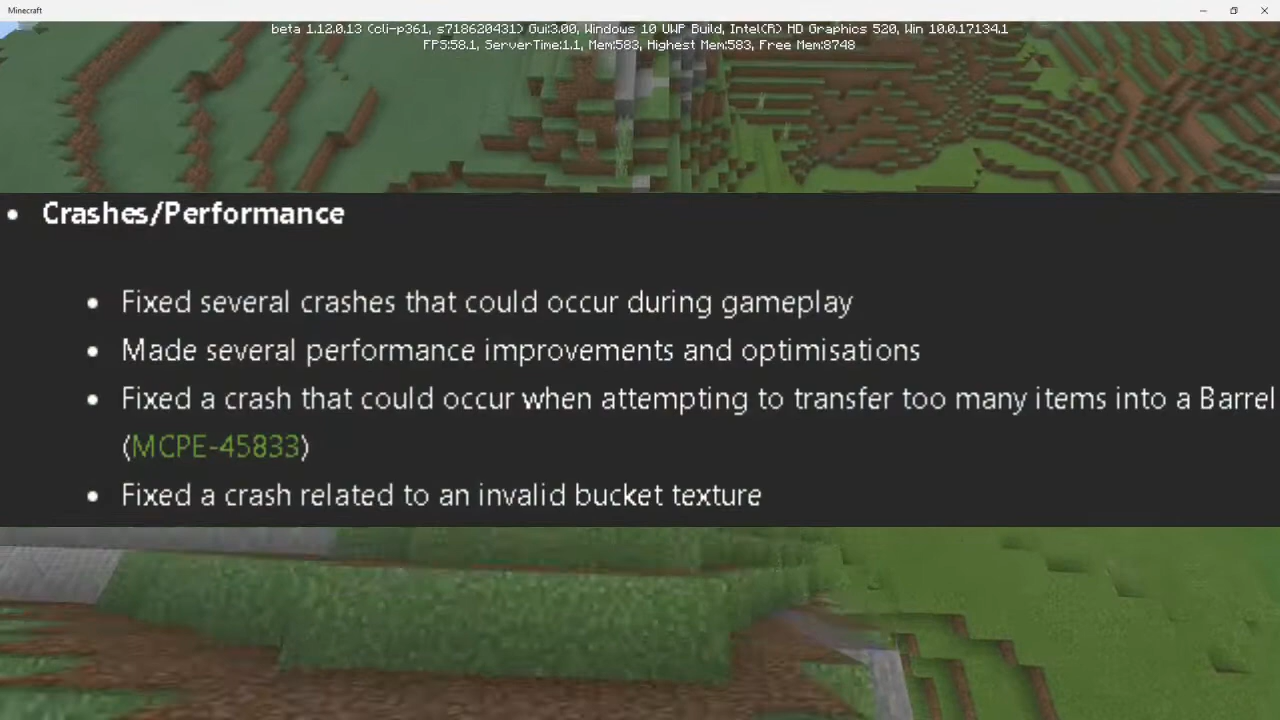 Minecraft
beta 1.12.0.13 (cli-p361, s718620431) Gui:3.00, Windows 10 UWP Build, Intel(R) HD Graphics 520, Win 10.0.17134.1
FPS:58.1, ServerTime:1.1, Mem:583, Highest Mem:583, Free Mem:8748
• Crashes/Performance
• Fixed several crashes that could occur during gameplay
• Made several performance improvements and optimisations
• Fixed a crash that could occur when attempting to transfer too many items into a Barrel
(MCPE-45833)
• Fixed a crash related to an invalid bucket texture